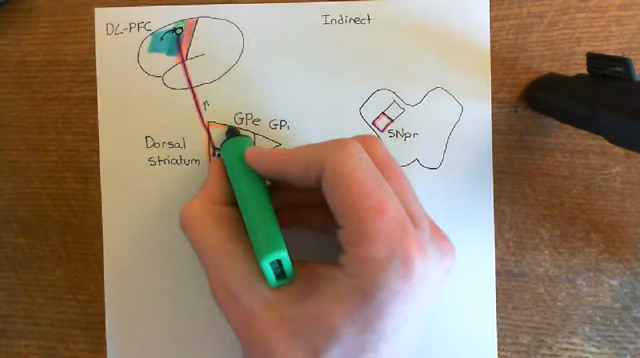 DL-PFC
Indirect
GPe GPi
Dorsal
striatum
SNpr